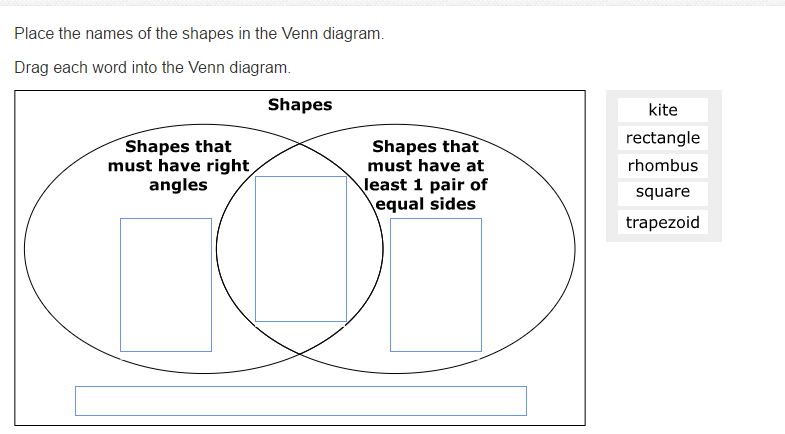 Place the names of the shapes in the Venn diagram.
Drag each word into the Venn diagram.
Shapes
Shapes that
must have right
angles
Shapes that
must have at
least 1 pair of
equal sides
kite
rectangle
rhombus
square
trapezoid